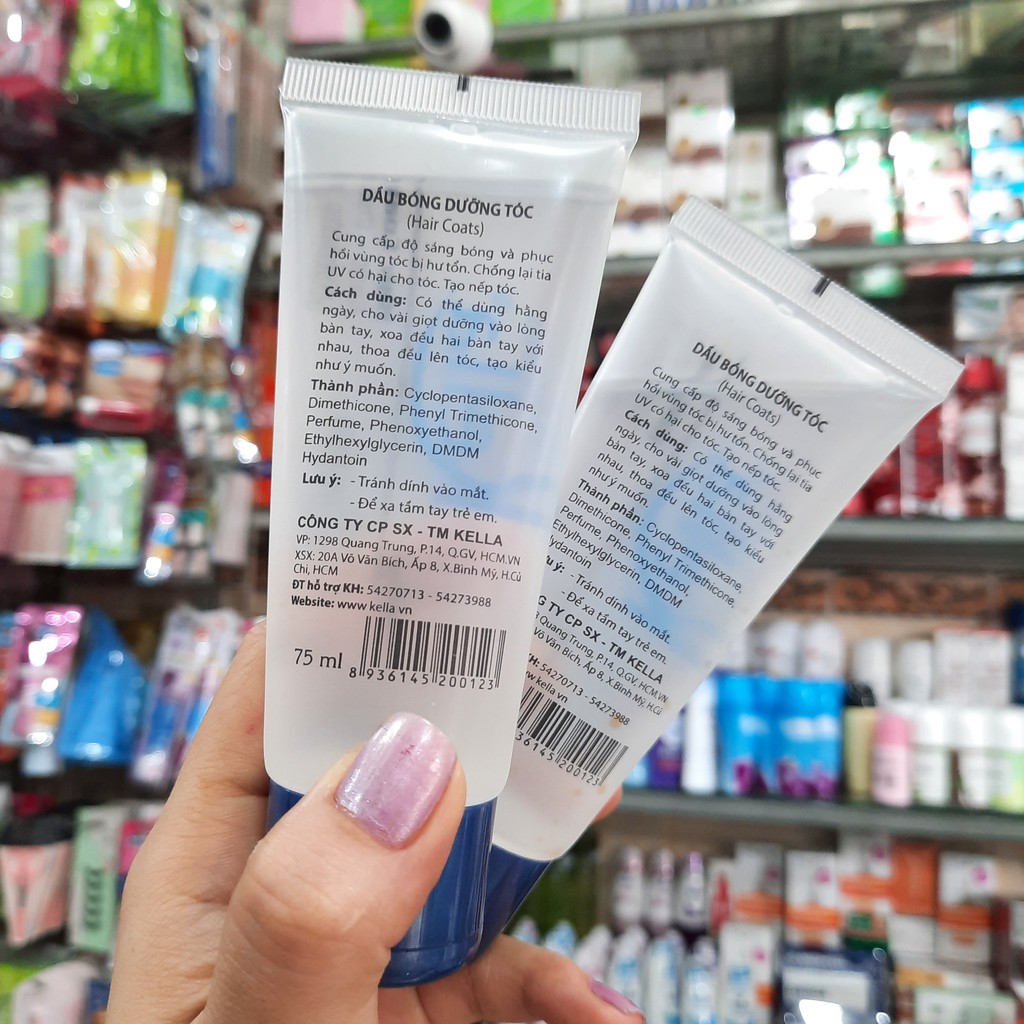 DẦU BÓNG DƯỠNG TÓC
(Hair Coats)
Cung cấp độ sáng bóng và phục
hồi vùng tóc bị hư tổn. Chống lại tia
UV có hại cho tóc. Tạo nếp tóc.
Cách dùng: Có thể dùng hằng
ngày, cho vài giọt dưỡng vào lòng
bàn tay, xoa đều hai bàn tay với
nhau, thoa đều lên tóc, tạo kiểu
như ý muốn.
Thành phần: Cyclopentasiloxane,
Dimethicone, Phenyl Trimethicone,
Perfume, Phenoxyethanol,
Ethylhexylglycerin, DMDM
Hydantoin
Lưu ý: - Tránh dính vào mắt.
- Để xa tầm tay trẻ em.
CÔNG TY CP SX - TM KELLA
VP: 1298 Quang Trung, P.14, Q.GV, HCM.VN
XSX: 20A Võ Văn Bích, Ấp 8, X.Bình Mỹ, H.Củ
Chi, HCM
ĐT hỗ trợ KH: 54270713 - 54273988
Website: www kella vn
75 ml
8 936145 200123
DẦU BÓNG DƯỠNG TÓC
(Hair Coats)
Cung cấp độ sáng bóng và phục
hồi vùng tóc bị hư tổn. Chống lại tia
UV có hại cho tóc. Tạo nếp tóc.
Cách dùng: Có thể dùng hằng
ngày, cho vài giọt dưỡng vào lòng
bàn tay, xoa đều hai bàn tay với
nhau, thoa đều lên tóc, tạo kiểu
như ý muốn.
Thành phần: Cyclopentasiloxane,
Dimethicone, Phenyl Trimethicone,
Perfume, Phenoxyethanol,
Ethylhexylglycerin, DMDM
Hydantoin
ưu ý: - Tránh dính vào mắt.
- Để xa tầm tay trẻ em.
G TY CP SX - TM KELLA
Quang Trung, P.14, Q.GV, HCM.VN
Võ Văn Bích, Ấp 8, X.Bình Mỹ, H.Củ
KH: 54270713 - 54273988
kella vn
36145 200123